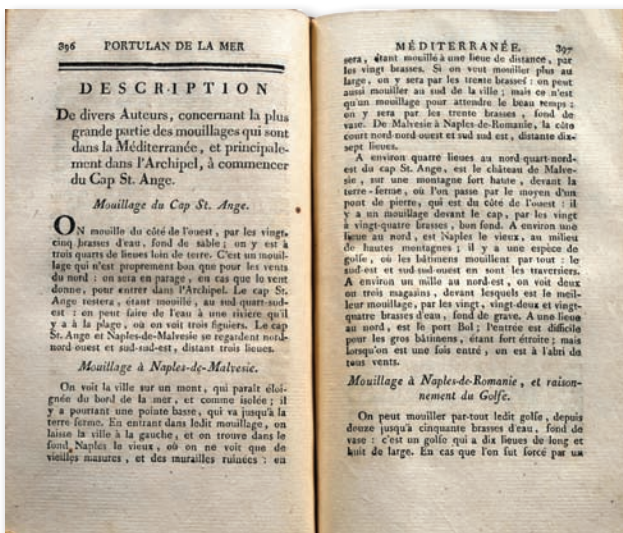 396 PORTULAN DE LA MER
DESCRIPTION
De divers Auteurs, concernant la plus
grande partie des mouillages qui sont
dans la Méditerranée, et principale-
ment dans l'Archipel, à commencer
du Cap St. Ange.
Mouillage du Cap St. Ange.
ON mouille du côté de l'ouest, par les vingt-
cinq brasses d'eau, fond de sable; on y est à
trois quarts de lieues loin de terre. C'est un mouil-
lage qui n'est proprement bon que pour les vents
du nord : on sera en parage, en cas que le vent
donne, pour entrer dans l'Archipel. Le cap St.
Ange restera, étant mouillé, au sud quart-sud-
est : on peut faire de l'eau à une rivière qu'il
y a à la plage, où on voit trois figuiers. Le cap
St. Ange et Naples-de-Malvesie se regardent nord-
nord ouest et sud-sud-est, distant trois lieues.
Mouillage à Naples-de-Malvesie.
On voit la ville sur un mont, qui paraît éloi-
gnée du bord de la mer, et comme isolée; il
y a pourtant une pointe basse, qui va jusqu'à la
terre-ferme. En entrant dans ledit mouillage, on
laisse la ville à la gauche, et on trouve dans le
fond Naples le vieux, où on ne voit que de
vieilles masures, et des murailles ruinées : on
MÉDITERRANÉE. 397
sera, étant mouillé à une lieue de distance, par
les vingt brasses. Si on veut mouiller plus au
large, on y sera par les trente brasses : on peut
aussi mouiller au sud de la ville; mais ce n'est
qu'un mouillage pour attendre le beau temps :
on y sera par les trente brasses, fond de
vase. De Malvesie à Naples-de-Romanie, la côte
court nord-nord-ouest et sud sud est, distante dix-
sept lieues.
A environ quatre lieues au nord-quart-nord-
est du cap St. Ange, est le château de Malve-
sie, sur une montagne fort haute, devant la
terre-ferme, où l'on passe par le moyen d'un
pont de pierre, qui est du côté de l'ouest : il
y a un mouillage devant le cap, par les vingt
à vingt-quatre brasses, bon fond. A environ une
lieue au nord, est Naples le vieux, au milieu
de hautes montagnes; il y a une espèce de
golfe, où les bâtimens mouillent par tout : le
sud-est et sud-sud-ouest en sont les traversiers.
A environ un mille au nord-est, on voit deux
ou trois magasins, devant lesquels est le meil-
leur mouillage, par les vingt, vingt-deux et vingt-
quatre brasses d'eau, fond de grave. A une lieue
au nord, est le port Bol; l'entrée est difficile
pour les gros bâtimens, étant fort étroite; mais
lorsqu'on est une fois entré, on est à l'abri de
tous vents.
Mouillage à Naples-de-Romanie, et raison-
nement du Golfe.
On peut mouiller par-tout ledit golfe, depuis
douze jusqu'à cinquante brasses d'eau, fond de
vase : c'est un golfe qui a dix lieues de long et
huit de large. En cas que l'on fut forcé par un